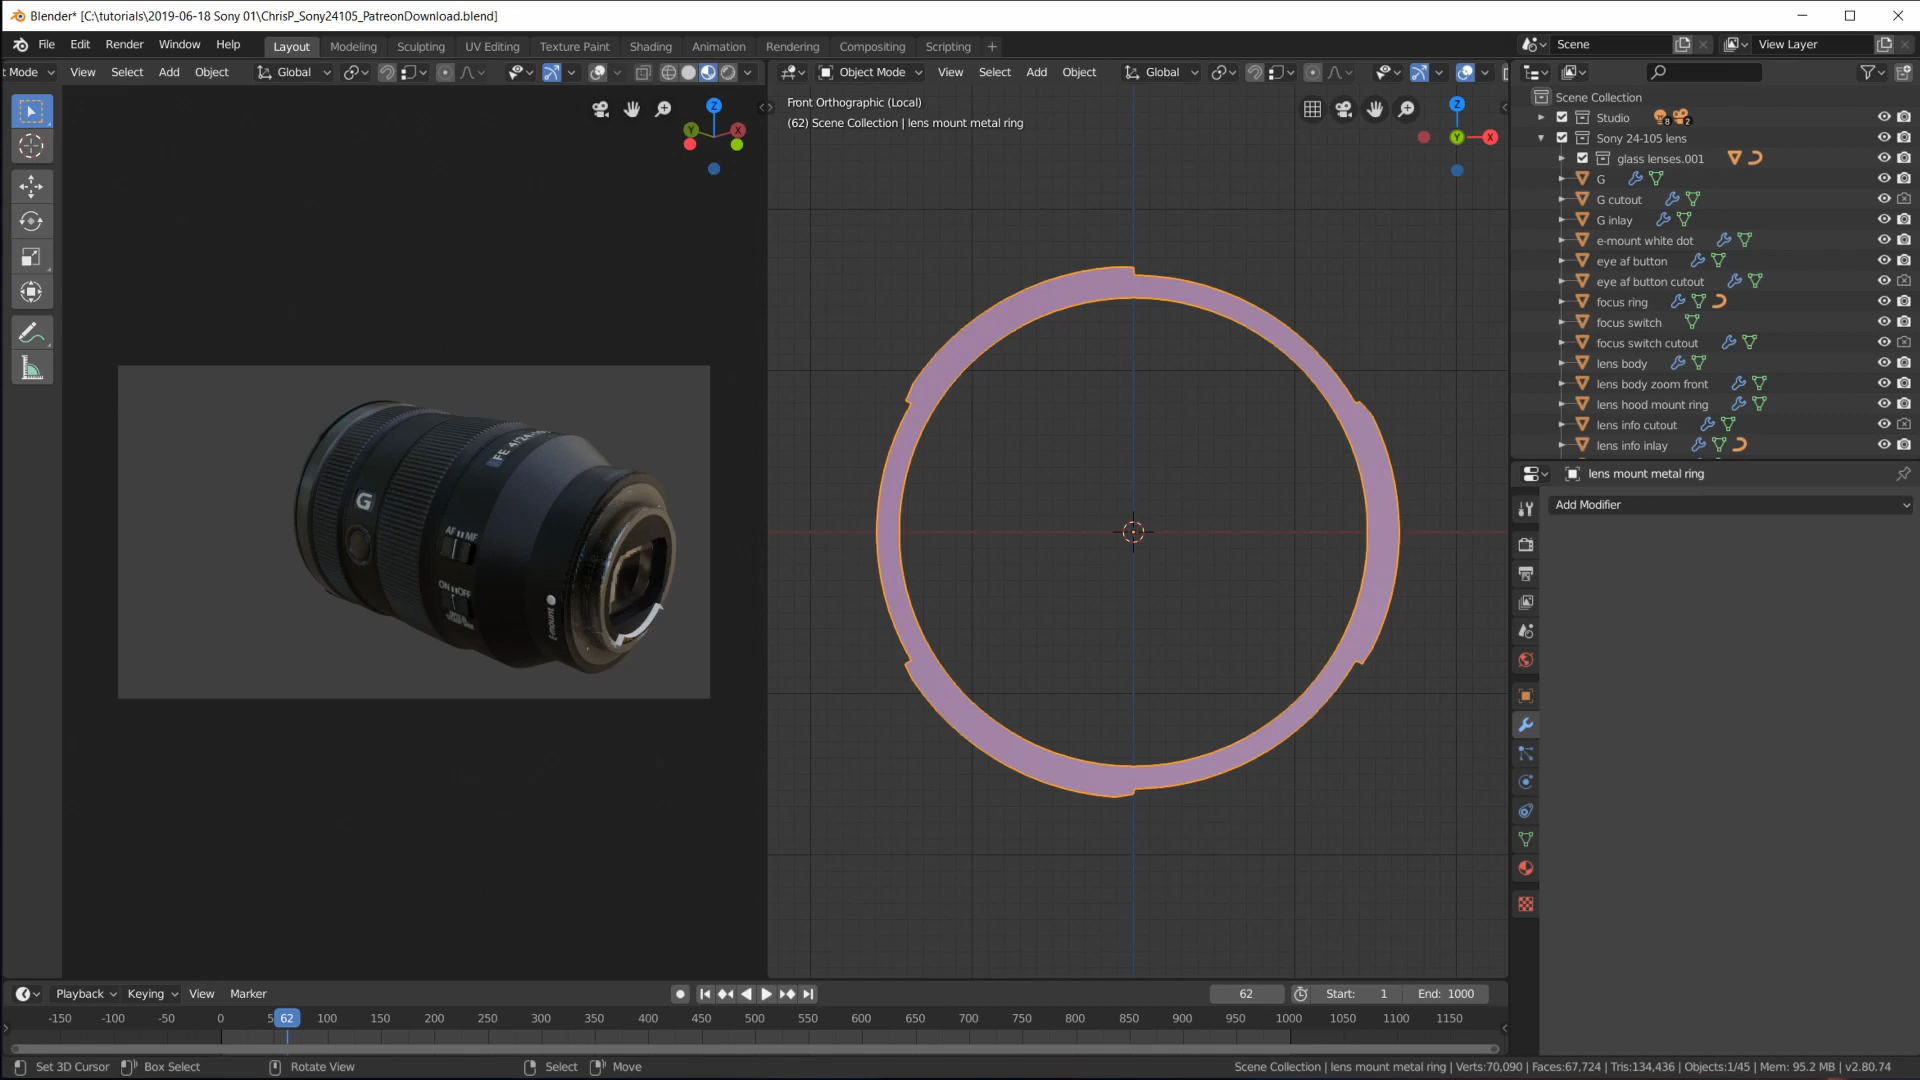 Blender* [C:\tutorials\2019-06-18 Sony 01\ChrisP_Sony24105_PatreonDownload.blend]
File Edit Render Window Help Layout Modeling Sculpting UV Editing Texture Paint Shading Animation Rendering Compositing Scripting + Scene View Layer
t Mode View Select Add Object Global Object Mode View Select Add Object Global
Front Orthographic (Local)
(62) Scene Collection | lens mount metal ring
Z
Y
X
Z
Y
X
Scene Collection
Studio 8 2
Sony 24-105 lens
glass lenses.001
G
G cutout
G inlay
e-mount white dot
eye af button
eye af button cutout
focus ring
focus switch
focus switch cutout
lens body
lens body zoom front
lens hood mount ring
lens info cutout
lens info inlay
lens mount metal ring
Add Modifier
G
AF MF
ON OFF
E-mount
Playback Keying View Marker 62 Start: 1 End: 1000
-150 -100 -50 0 5 62 100 150 200 250 300 350 400 450 500 550 600 650 700 750 800 850 900 950 1000 1050 1100 1150
Set 3D Cursor Box Select Rotate View Select Move Scene Collection | lens mount metal ring | Verts:70,090 | Faces:67,724 | Tris:134,436 | Objects:1/45 | Mem: 95.2 MB | v2.80.74